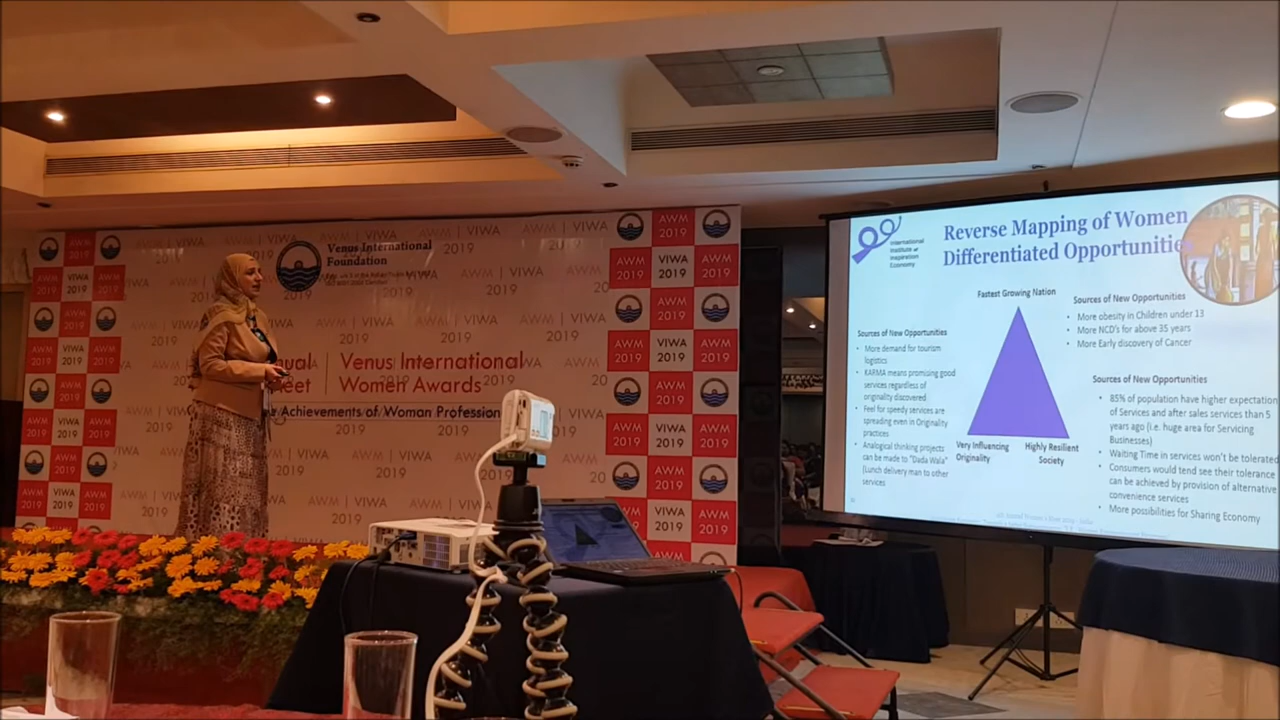 AWM | VIWA
2019
AWM
2019
VIWA
2019
Venus International
Foundation
nual
eet
Venus International
Women Awards
Achievements of Woman Profession
International
Institute of
Inspiration
Economy
Reverse Mapping of Women
Differentiated Opportunitie
Fastest Growing Nation
Very Influencing
Originality
Highly Resilient
Society
Sources of New Opportunities
• More demand for tourism
logistics
• KARMA means promising good
services regardless of
originality discovered
• Feel for speedy services are
spreading even in Originality
practices
• Analogical thinking projects
can be made to "Dada Wala"
(Lunch delivery man to other
services
Sources of New Opportunities
• More obesity in Children under 13
• More NCD's for above 35 years
• More Early discovery of Cancer
Sources of New Opportunities
• 85% of population have higher expectation
of Services and after sales services than 5
years ago (i.e. huge area for Servicing
Businesses)
• Waiting Time in services won't be tolerated
• Consumers would tend see their tolerance
can be achieved by provision of alternative
convenience services
• More possibilities for Sharing Economy